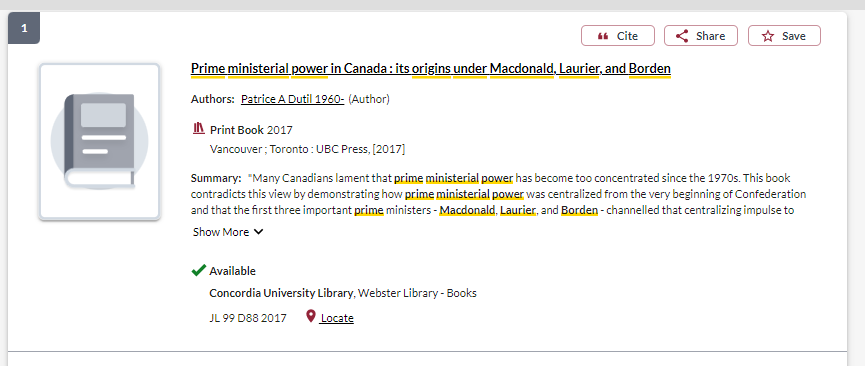 1
Cite
Share
Save
Prime ministerial power in Canada : its origins under Macdonald, Laurier, and Borden
Authors: Patrice A Dutil 1960- (Author)
Print Book 2017
Vancouver ; Toronto : UBC Press, [2017]
Summary: "Many Canadians lament that prime ministerial power has become too concentrated since the 1970s. This book
contradicts this view by demonstrating how prime ministerial power was centralized from the very beginning of Confederation
and that the first three important prime ministers - Macdonald, Laurier, and Borden - channelled that centralizing impulse to
Show More
Available
Concordia University Library, Webster Library - Books
JL 99 D88 2017 Locate